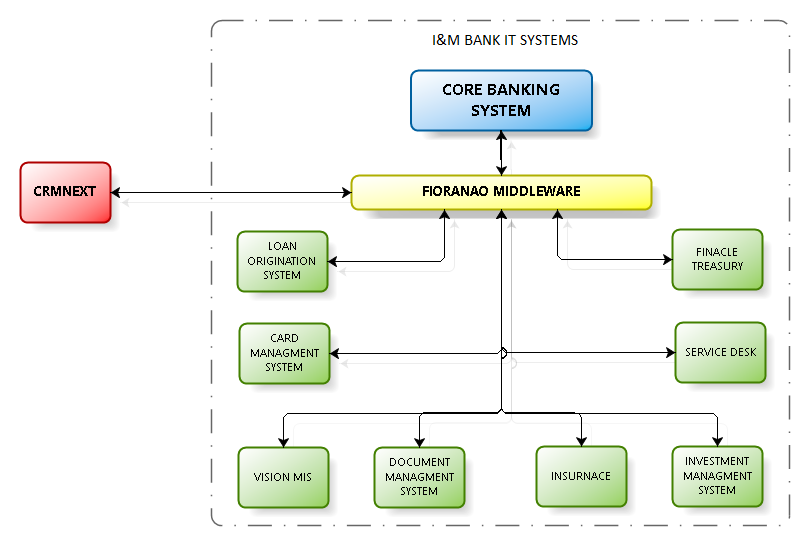 I&M BANK IT SYSTEMS
CORE BANKING
SYSTEM
CRMNEXT
FIORANAO MIDDLEWARE
LOAN
ORIGINATION
SYSTEM
FINACLE
TREASURY
CARD
MANAGMENT
SYSTEM
SERVICE DESK
VISION MIS
DOCUMENT
MANAGMENT
SYSTEM
INSURNACE
INVESTMENT
MANAGMENT
SYSTEM